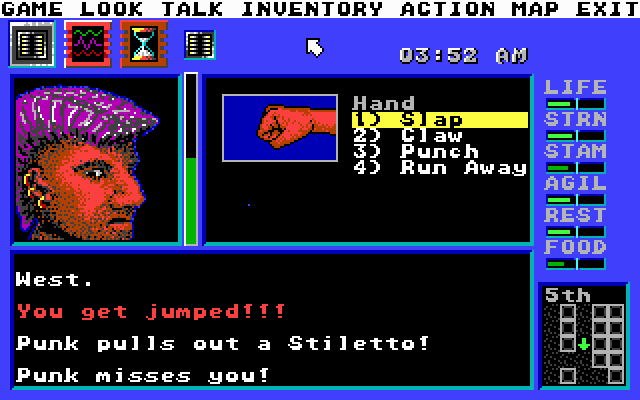 GAME LOOK TALK INVENTORY ACTION MAP EXIT
03:52 AM
Hand
1) Slap
2) Claw
3) Punch
4) Run Away
LIFE
STRN
STAM
AGIL
REST
FOOD
West.
You get jumped!!!
Punk pulls out a Stiletto!
Punk misses you!
5th